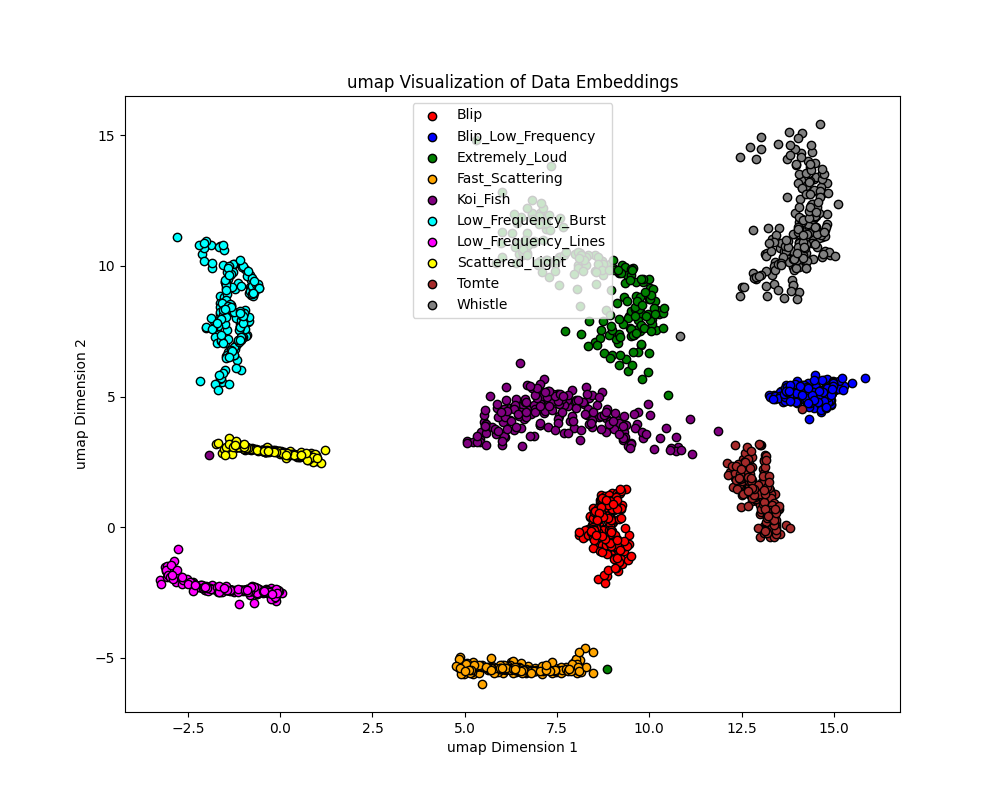 umap Visualization of Data Embeddings
Blip
Blip_Low_Frequency
Extremely_Loud
Fast_Scattering
Koi_Fish
Low_Frequency_Burst
Low_Frequency_Lines
Scattered_Light
Tomte
Whistle
15
10
5
0
−5
umap Dimension 2
−2.5 0.0 2.5 5.0 7.5 10.0 12.5 15.0
umap Dimension 1